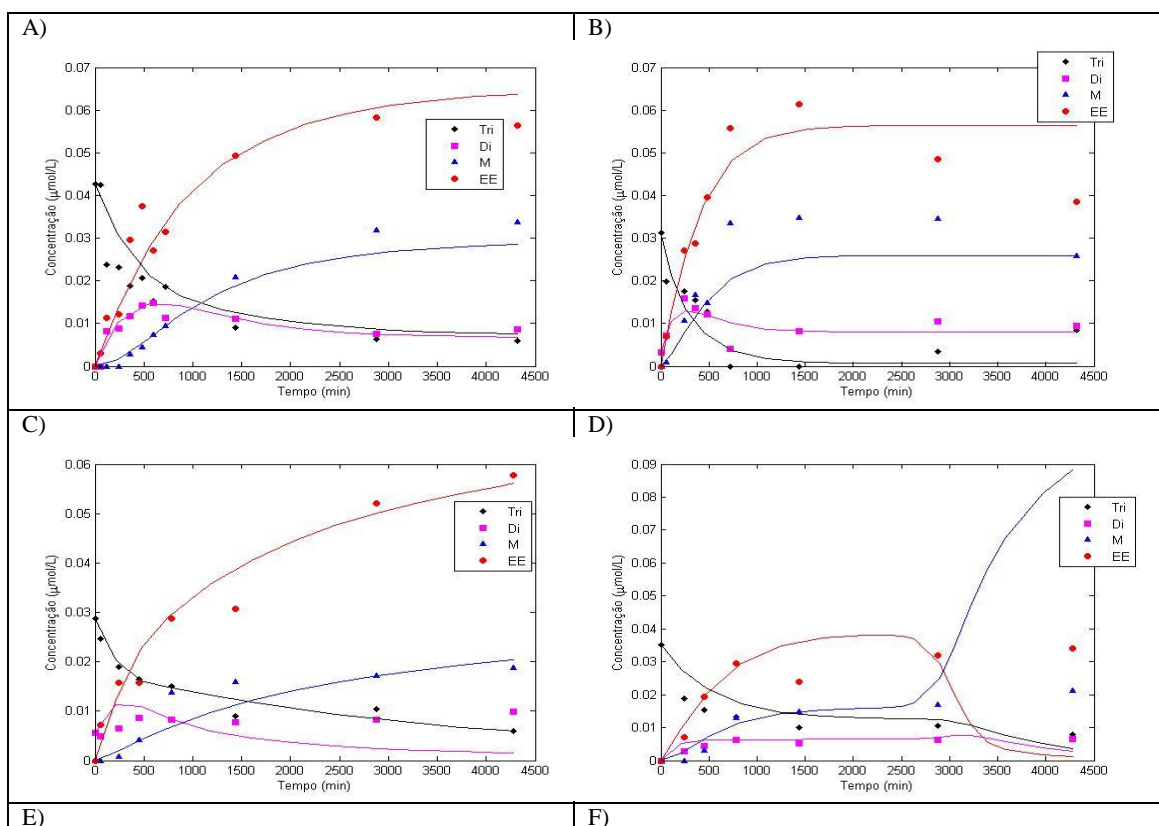 A)
B)
0.07
0.06
0.05
0.04
0.03
0.02
0.01
0
Concentração (µmol/L)
Tri
Di
M
EE
0 500 1000 1500 2000 2500 3000 3500 4000 4500
Tempo (min)
0.07
0.06
0.05
0.04
0.03
0.02
0.01
0
Concentração (µmol/L)
Tri
Di
M
EE
0 500 1000 1500 2000 2500 3000 3500 4000 4500
Tempo (min)
C)
D)
0.06
0.05
0.04
0.03
0.02
0.01
0
Concentração (µmol/L)
Tri
Di
M
EE
0 500 1000 1500 2000 2500 3000 3500 4000 4500
Tempo (min)
0.09
0.08
0.07
0.06
0.05
0.04
0.03
0.02
0.01
0
Concentração (µmol/L)
Tri
Di
M
EE
0 500 1000 1500 2000 2500 3000 3500 4000 4500
Tempo (min)
E)
F)